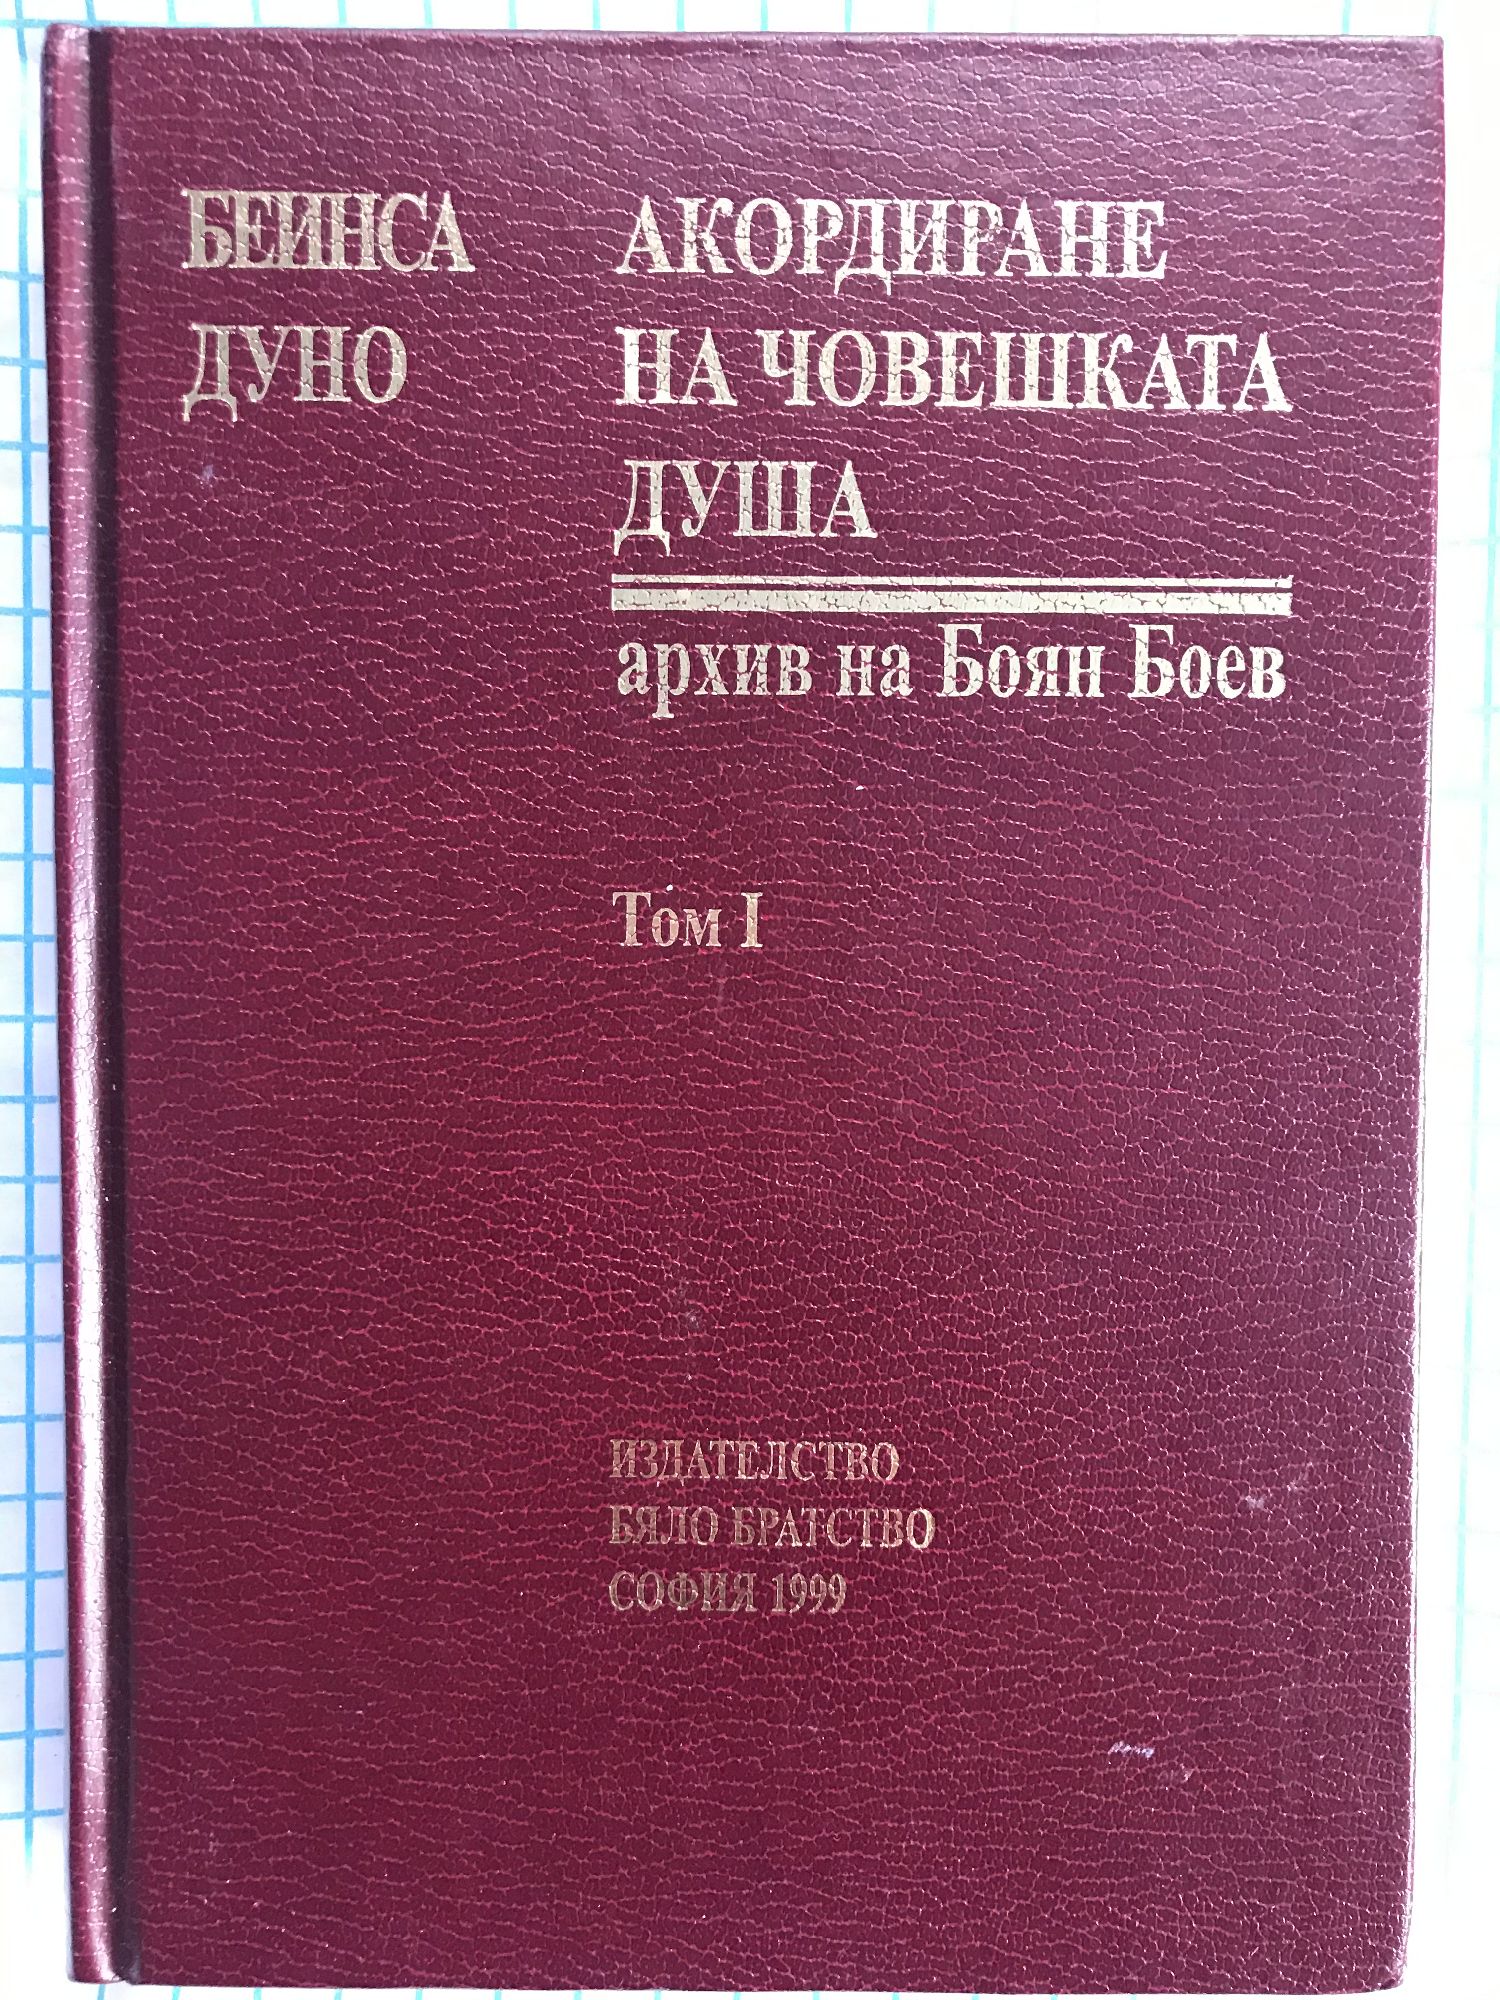 БЕИНСА
ДУНО
АКОРДИРАНЕ
НА ЧОВЕШКАТА
ДУША
архив на Боян Боев
Том I
ИЗДАТЕЛСТВО
БЯЛО БРАТСТВО
СОФИЯ 1999